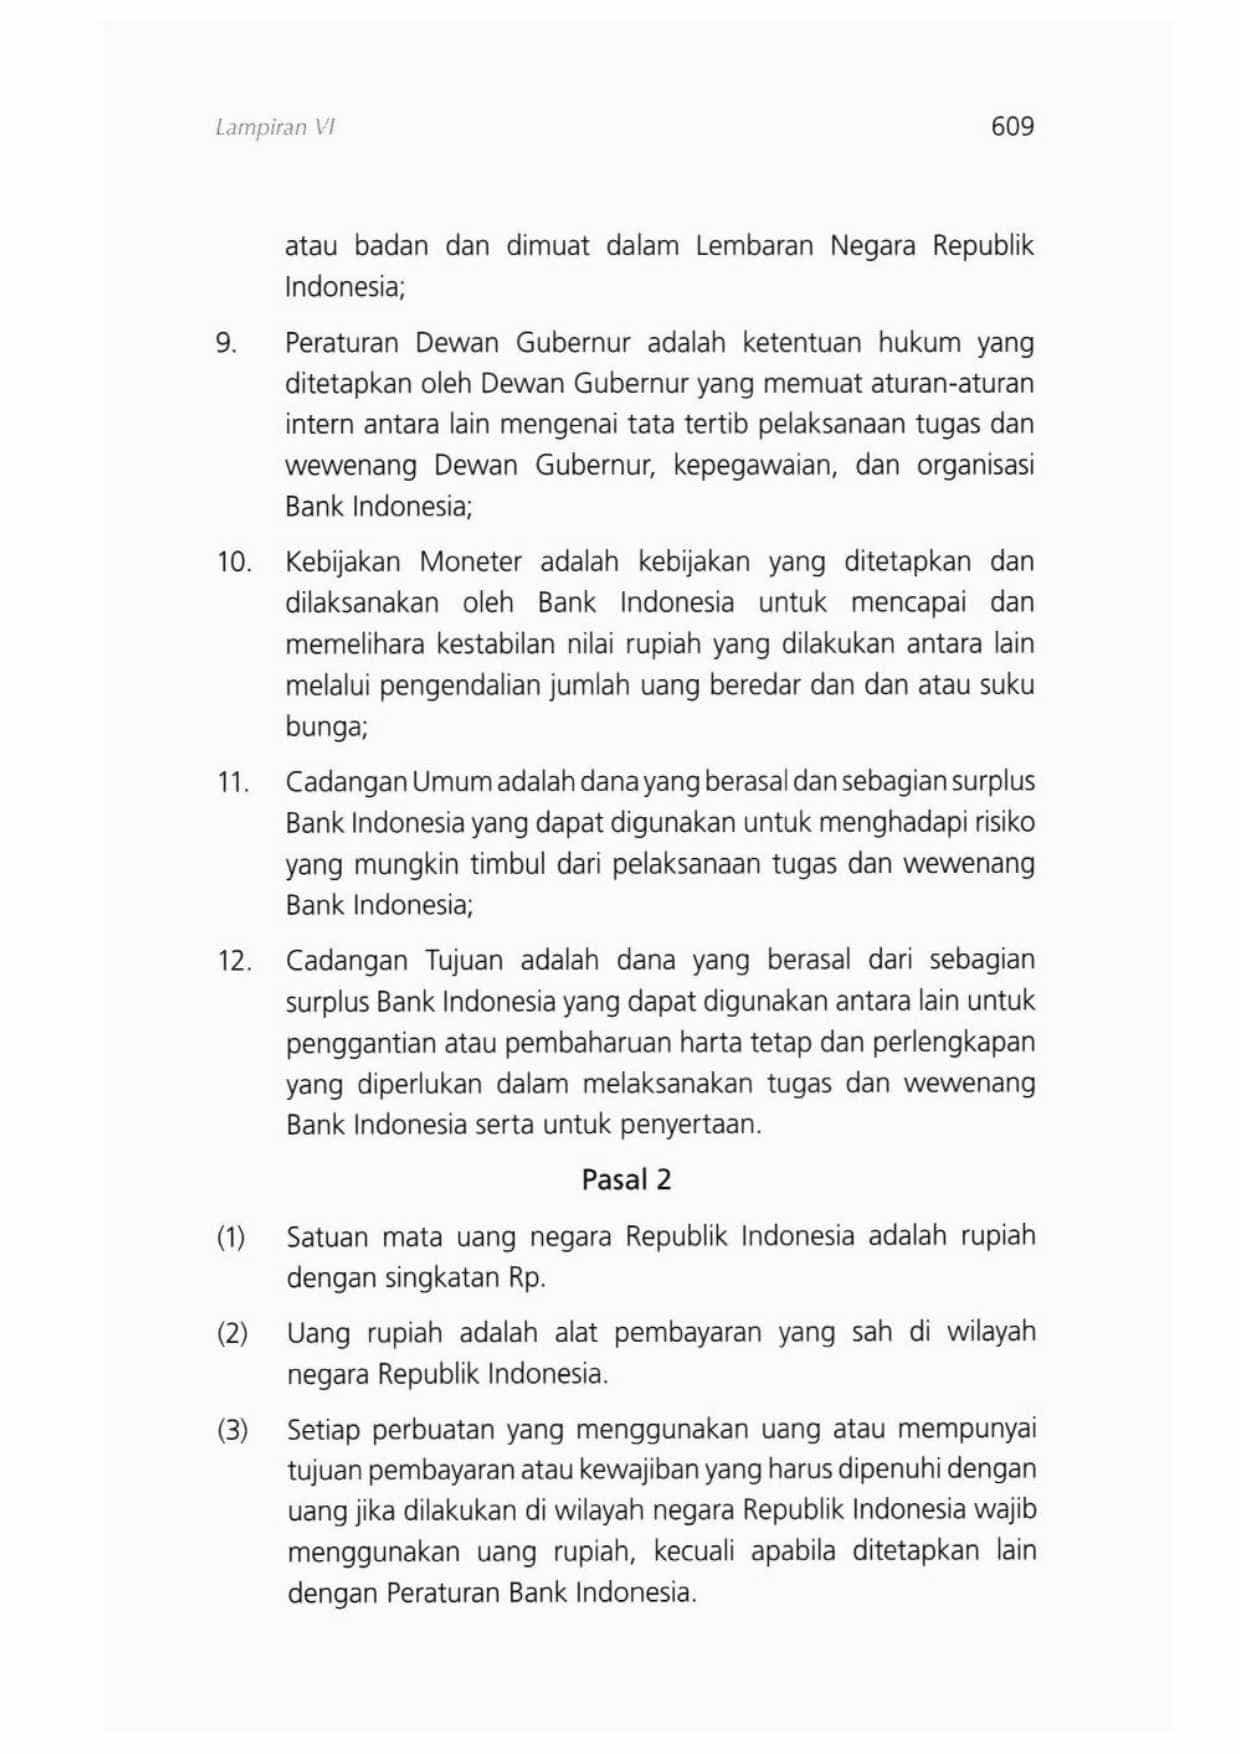 Lampiran VI
609
atau badan dan dimuat dalam Lembaran Negara Republik
Indonesia;
9. Peraturan Dewan Gubernur adalah ketentuan hukum yang
ditetapkan oleh Dewan Gubernur yang memuat aturan-aturan
intern antara lain mengenai tata tertib pelaksanaan tugas dan
wewenang Dewan Gubernur, kepegawaian, dan organisasi
Bank Indonesia;
10. Kebijakan Moneter adalah kebijakan yang ditetapkan dan
dilaksanakan oleh Bank Indonesia untuk mencapai dan
memelihara kestabilan nilai rupiah yang dilakukan antara lain
melalui pengendalian jumlah uang beredar dan dan atau suku
bunga;
11. Cadangan Umum adalah dana yang berasal dan sebagian surplus
Bank Indonesia yang dapat digunakan untuk menghadapi risiko
yang mungkin timbul dari pelaksanaan tugas dan wewenang
Bank Indonesia;
12. Cadangan Tujuan adalah dana yang berasal dari sebagian
surplus Bank Indonesia yang dapat digunakan antara lain untuk
penggantian atau pembaharuan harta tetap dan perlengkapan
yang diperlukan dalam melaksanakan tugas dan wewenang
Bank Indonesia serta untuk penyertaan.
Pasal 2
(1) Satuan mata uang negara Republik Indonesia adalah rupiah
dengan singkatan Rp.
(2) Uang rupiah adalah alat pembayaran yang sah di wilayah
negara Republik Indonesia.
(3) Setiap perbuatan yang menggunakan uang atau mempunyai
tujuan pembayaran atau kewajiban yang harus dipenuhi dengan
uang jika dilakukan di wilayah negara Republik Indonesia wajib
menggunakan uang rupiah, kecuali apabila ditetapkan lain
dengan Peraturan Bank Indonesia.